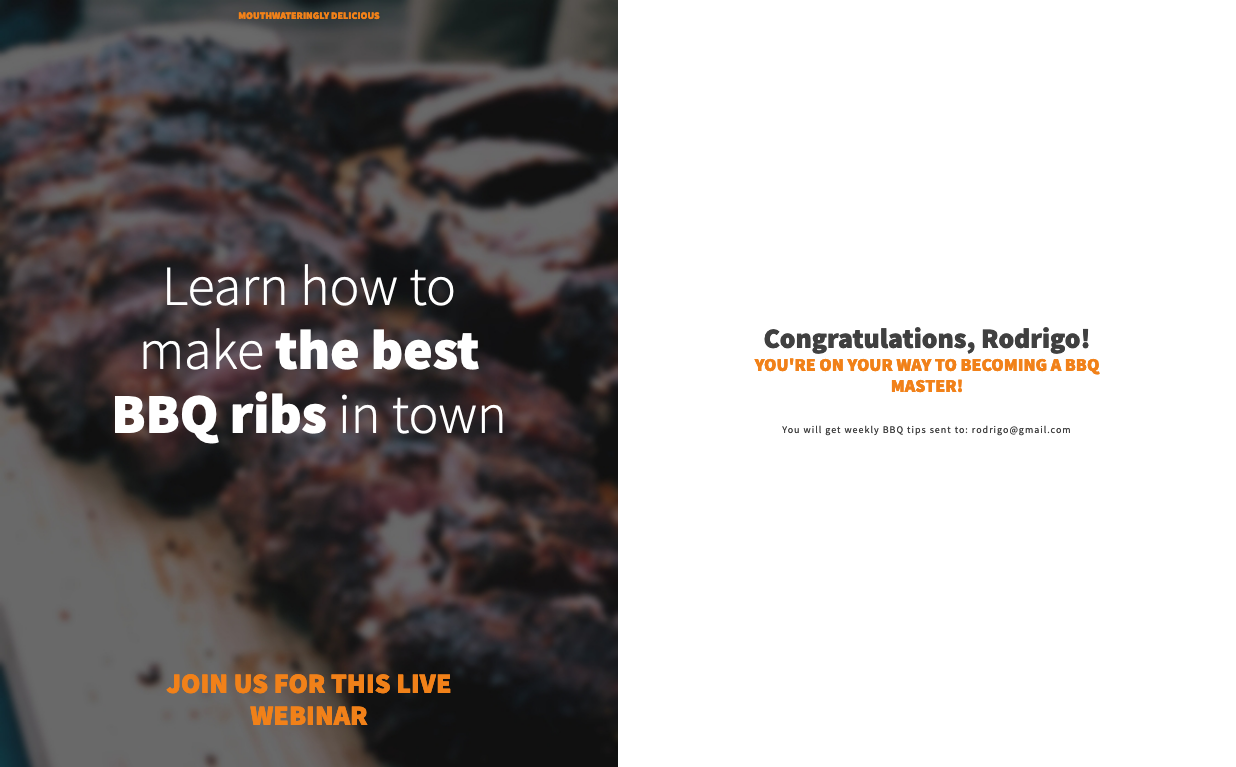 MOUTHWATERINGLY DELICIOUS
Learn how to
make the best
BBQ ribs in town
JOIN US FOR THIS LIVE
WEBINAR
Congratulations, Rodrigo!
YOU'RE ON YOUR WAY TO BECOMING A BBQ
MASTER!
You will get weekly BBQ tips sent to: rodrigo@gmail.com